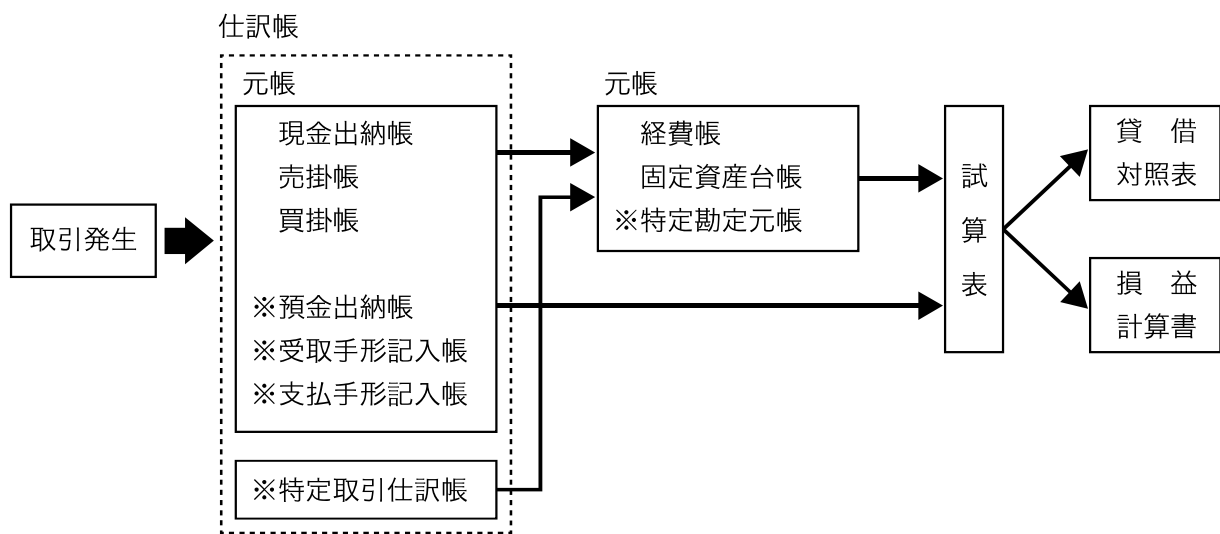 仕訳帳
元帳
現金出納帳
売掛帳
買掛帳
※預金出納帳
※受取手形記入帳
※支払手形記入帳
※特定取引仕訳帳
取引発生
元帳
経費帳
固定資産台帳
※特定勘定元帳
試
算
表
貸　借
対照表
損　益
計算書